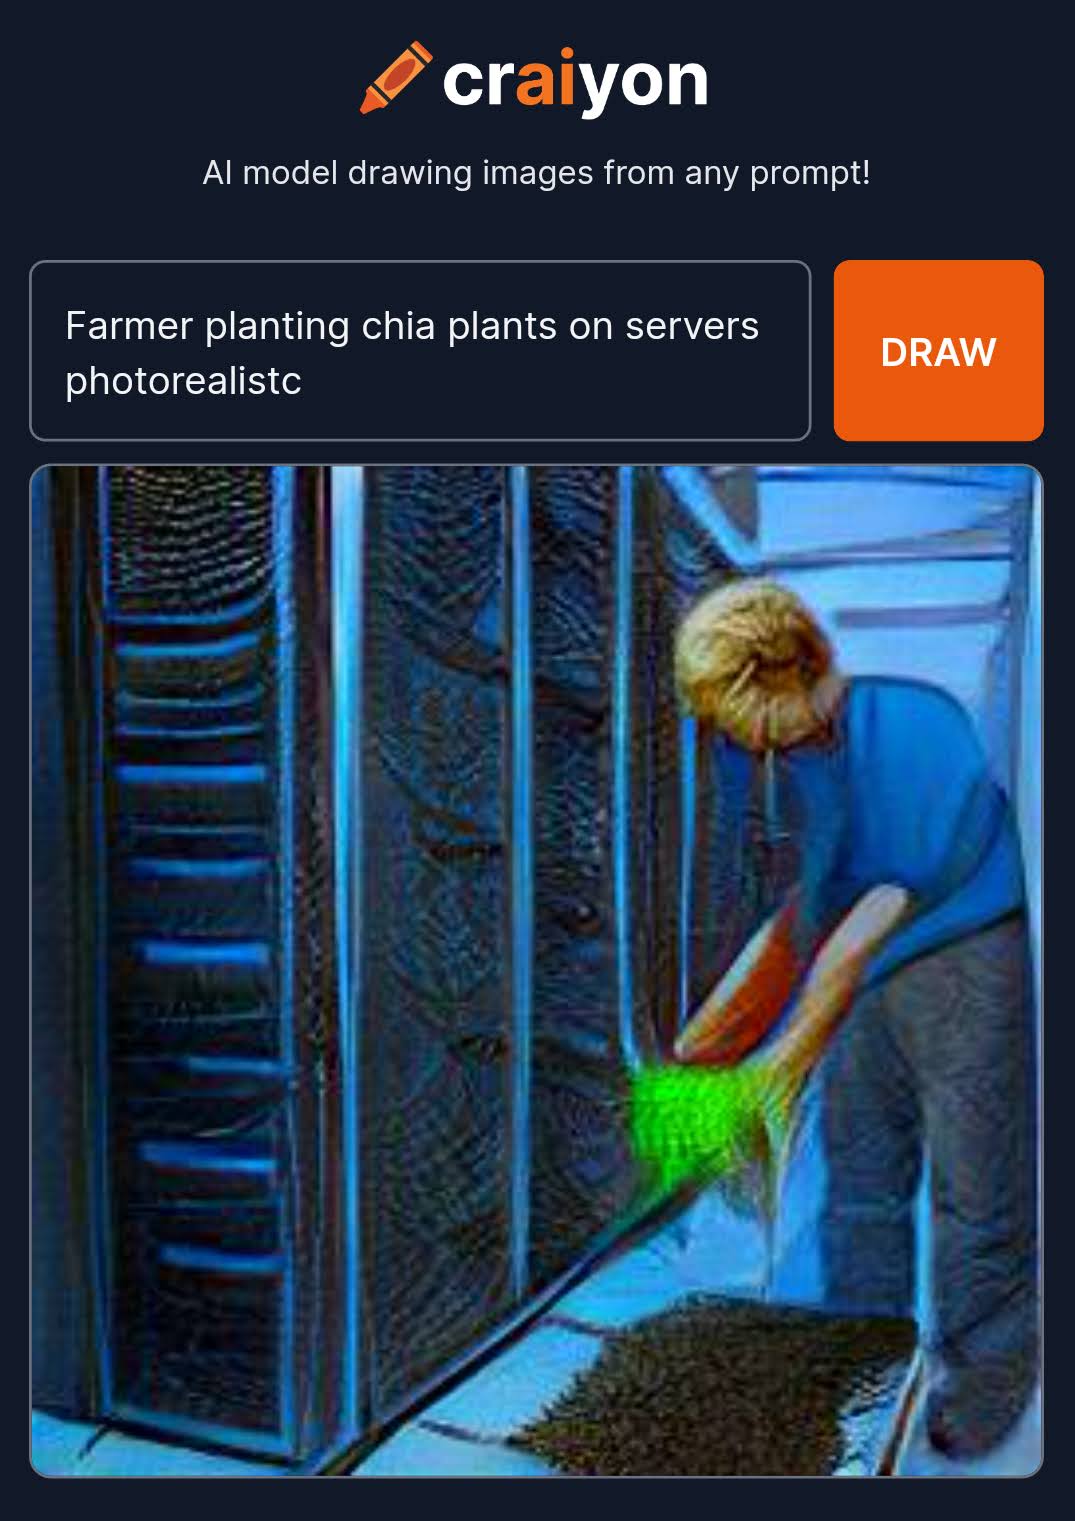 craiyon
AI model drawing images from any prompt!
Farmer planting chia plants on servers
photorealistc
DRAW